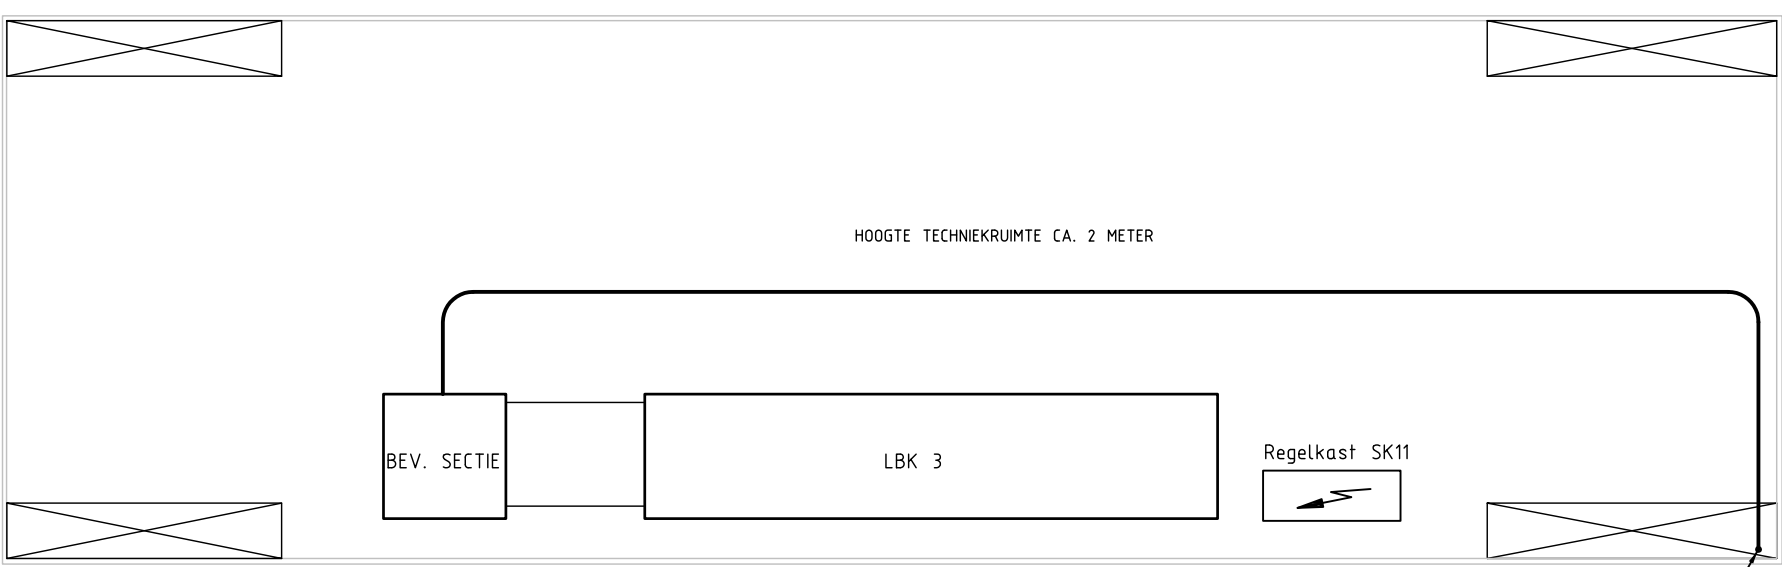 HOOGTE TECHNIEKRUIMTE CA. 2 METER
Regelkast SK11
BEV. SECTIE
LBK 3